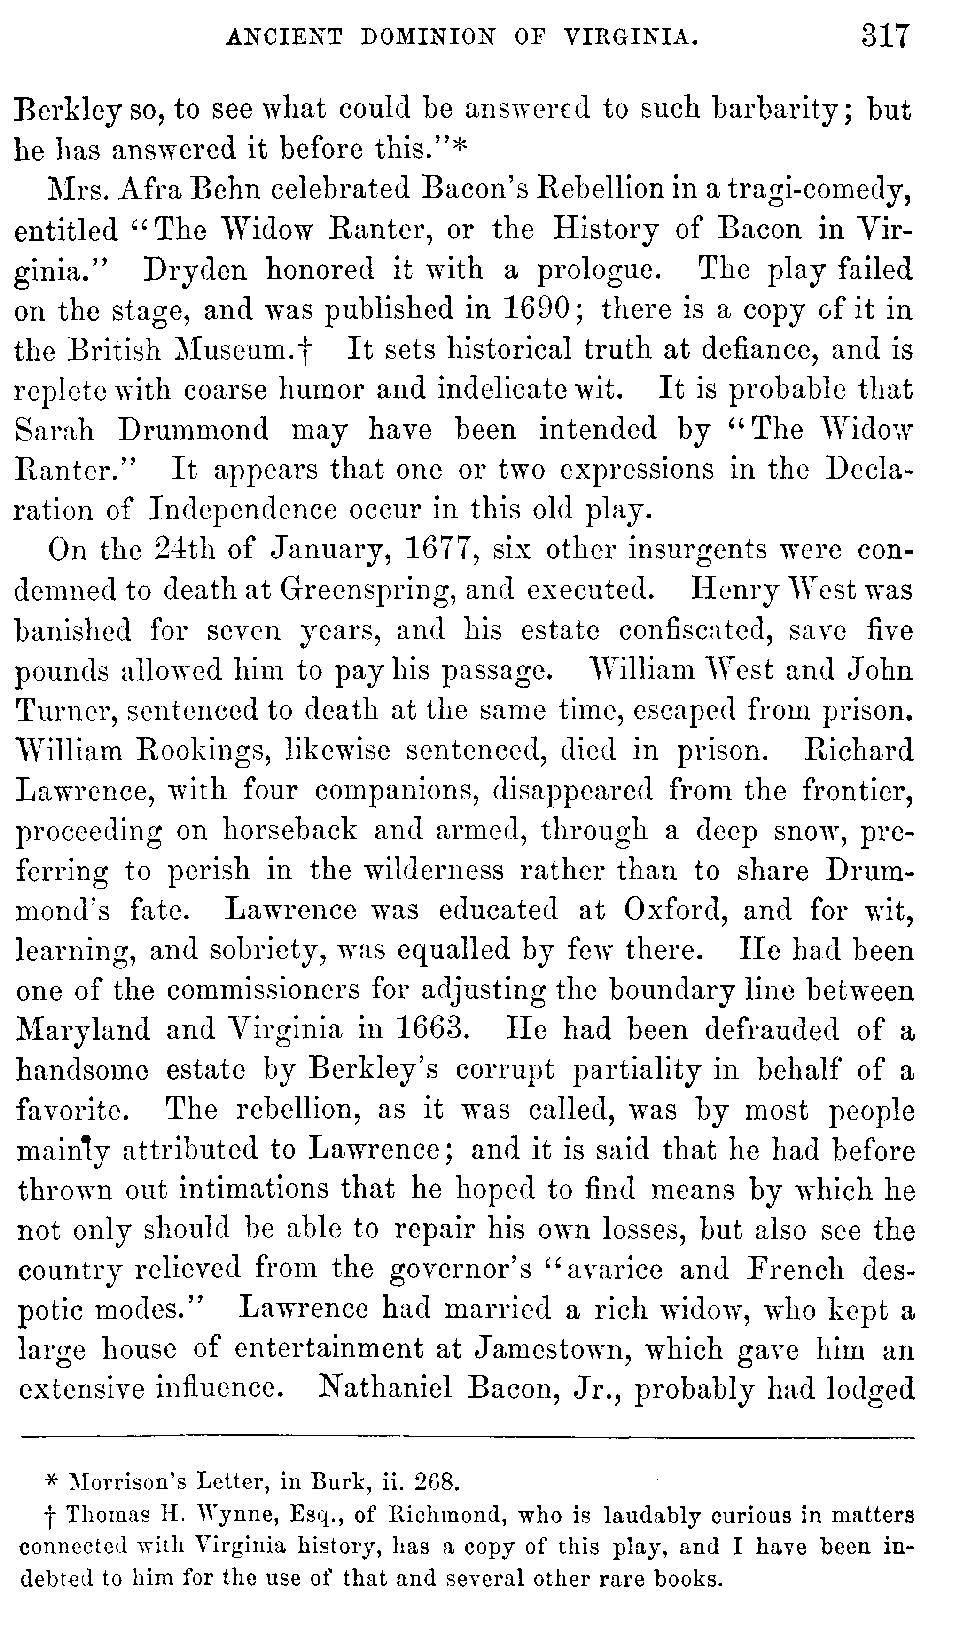 ANCIENT DOMINION OF VIRGINIA. 317
Berkley so, to see what could be answered to such barbarity; but
he has answered it before this."*
Mrs. Afra Behn celebrated Bacon's Rebellion in a tragi-comedy,
entitled "The Widow Ranter, or the History of Bacon in Vir-
ginia." Dryden honored it with a prologue. The play failed
on the stage, and was published in 1690; there is a copy of it in
the British Museum.† It sets historical truth at defiance, and is
replete with coarse humor and indelicate wit. It is probable that
Sarah Drummond may have been intended by "The Widow
Ranter." It appears that one or two expressions in the Decla-
ration of Independence occur in this old play.
On the 24th of January, 1677, six other insurgents were con-
demned to death at Greenspring, and executed. Henry West was
banished for seven years, and his estate confiscated, save five
pounds allowed him to pay his passage. William West and John
Turner, sentenced to death at the same time, escaped from prison.
William Rookings, likewise sentenced, died in prison. Richard
Lawrence, with four companions, disappeared from the frontier,
proceeding on horseback and armed, through a deep snow, pre-
ferring to perish in the wilderness rather than to share Drum-
mond's fate. Lawrence was educated at Oxford, and for wit,
learning, and sobriety, was equalled by few there. He had been
one of the commissioners for adjusting the boundary line between
Maryland and Virginia in 1663. He had been defrauded of a
handsome estate by Berkley's corrupt partiality in behalf of a
favorite. The rebellion, as it was called, was by most people
mainly attributed to Lawrence; and it is said that he had before
thrown out intimations that he hoped to find means by which he
not only should be able to repair his own losses, but also see the
country relieved from the governor's "avarice and French des-
potic modes." Lawrence had married a rich widow, who kept a
large house of entertainment at Jamestown, which gave him an
extensive influence. Nathaniel Bacon, Jr., probably had lodged
* Morrison's Letter, in Burk, ii. 268.
† Thomas H. Wynne, Esq., of Richmond, who is laudably curious in matters
connected with Virginia history, has a copy of this play, and I have been in-
debted to him for the use of that and several other rare books.